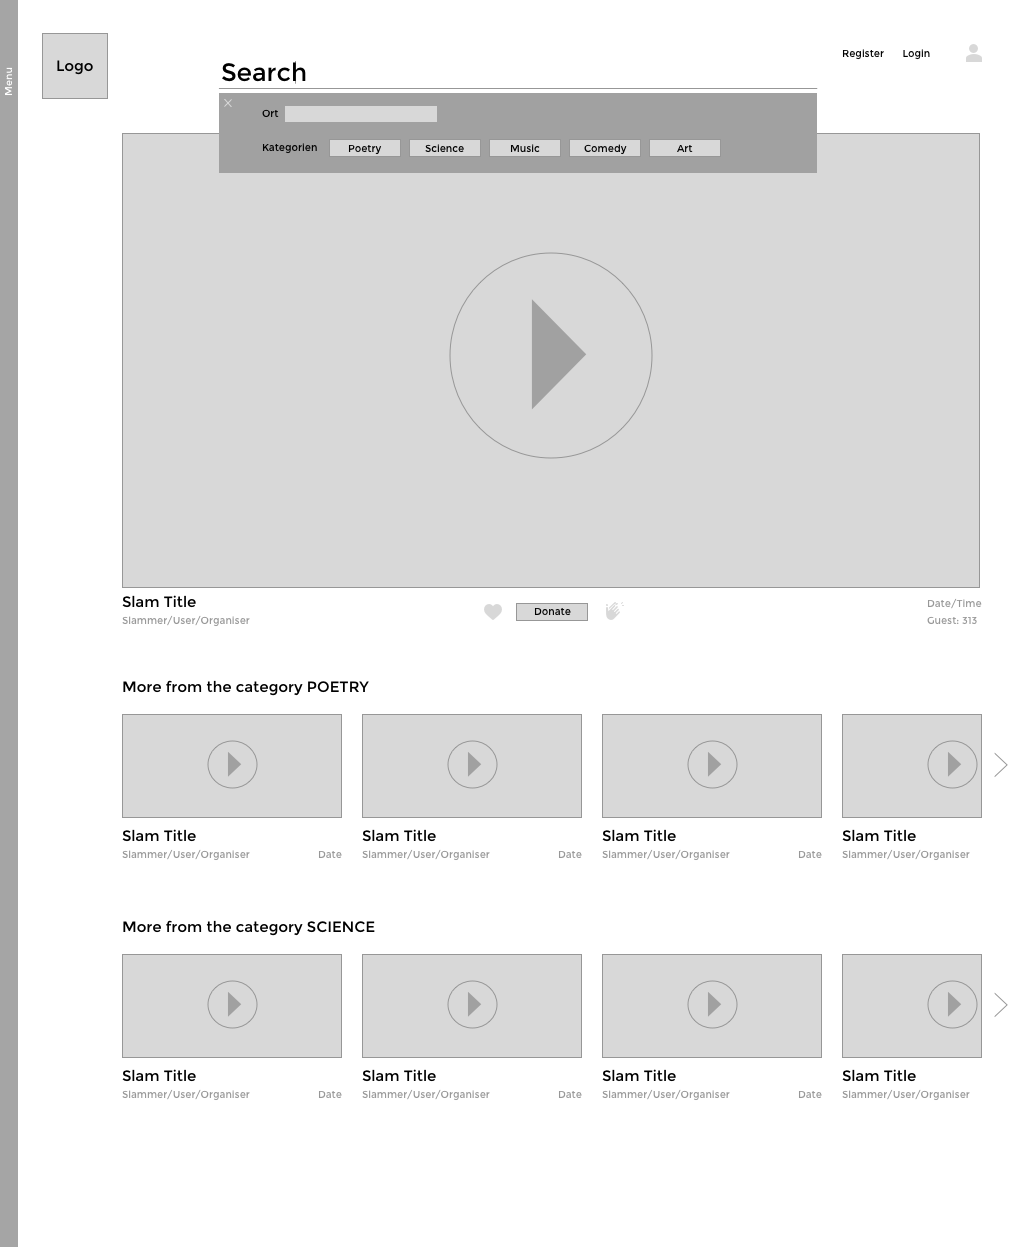 Menu
Logo
Search
Register Login
Ort
Kategorien Poetry Science Music Comedy Art
Slam Title
Slammer/User/Organiser
Donate
Date/Time
Guest: 313
More from the category POETRY
Slam Title
Slammer/User/Organiser Date
Slam Title
Slammer/User/Organiser Date
Slam Title
Slammer/User/Organiser Date
Slam Title
Slammer/User/Organiser
More from the category SCIENCE
Slam Title
Slammer/User/Organiser Date
Slam Title
Slammer/User/Organiser Date
Slam Title
Slammer/User/Organiser Date
Slam Title
Slammer/User/Organiser